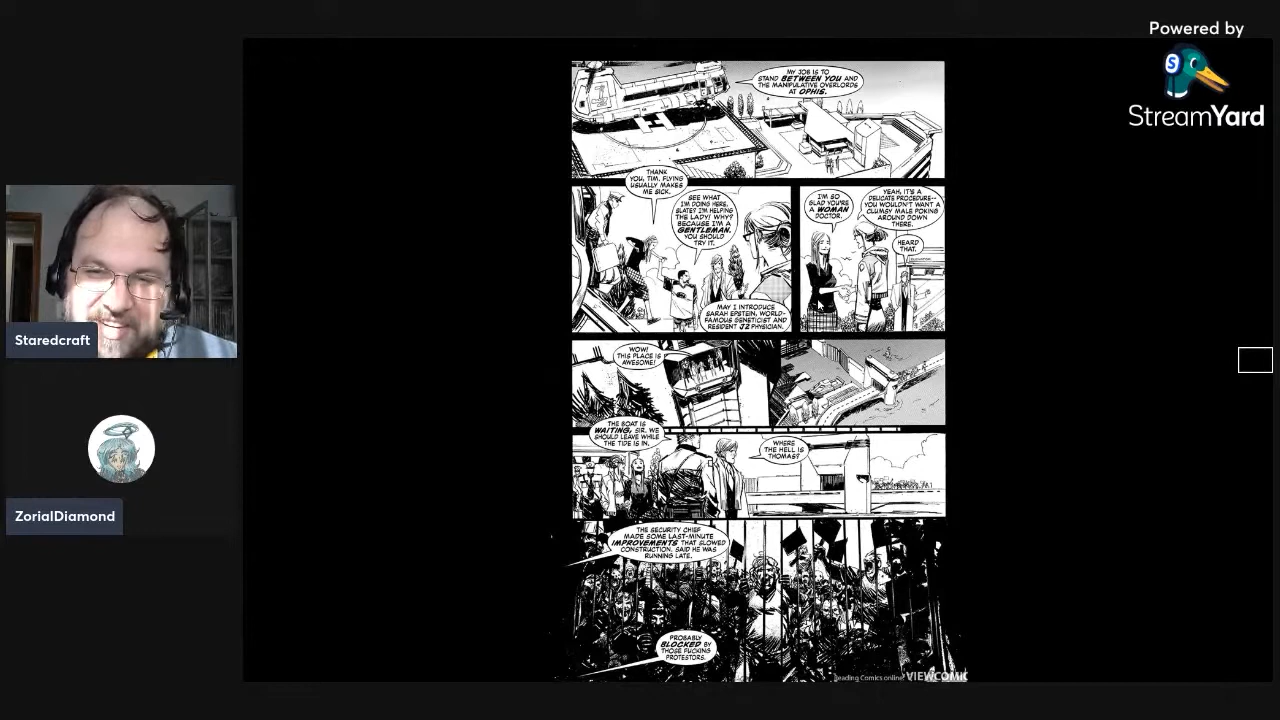 Powered by
StreamYard
Staredcraft
ZorialDiamond
MY JOB IS TO
STAND BETWEEN YOU AND
THE MANIPULATIVE OVERLORDS
AT OPHIS.
H
THANK
YOU, TIM. FLYING
USUALLY MAKES
ME SICK.
SEE WHAT
I'M DOING HERE,
SLATE? I'M HELPING
THE LADY! WHY?
BECAUSE I'M A
GENTLEMAN.
YOU SHOULD
TRY IT.
MAY I INTRODUCE
SARAH EPSTEIN, WORLD-
FAMOUS GENETICIST AND
RESIDENT J2 PHYSICIAN.
I'M SO
GLAD YOU'RE
A WOMAN
DOCTOR.
YEAH, IT'S A
DELICATE PROCEDURE--
YOU WOULDN'T WANT A
CLUMSY MALE POKING
AROUND DOWN
THERE.
HEARD
THAT.
WOW!
THIS PLACE IS
AWESOME!
THE BOAT IS
WAITING, SIR. WE
SHOULD LEAVE WHILE
THE TIDE IS IN.
WHERE
THE HELL IS
THOMAS?
THE SECURITY CHIEF
MADE SOME LAST-MINUTE
IMPROVEMENTS THAT SLOWED
CONSTRUCTION. SAID HE WAS
RUNNING LATE.
PROBABLY
BLOCKED BY
THOSE FUCKING
PROTESTORS.
Reading Comics online: VIEWCOMIC